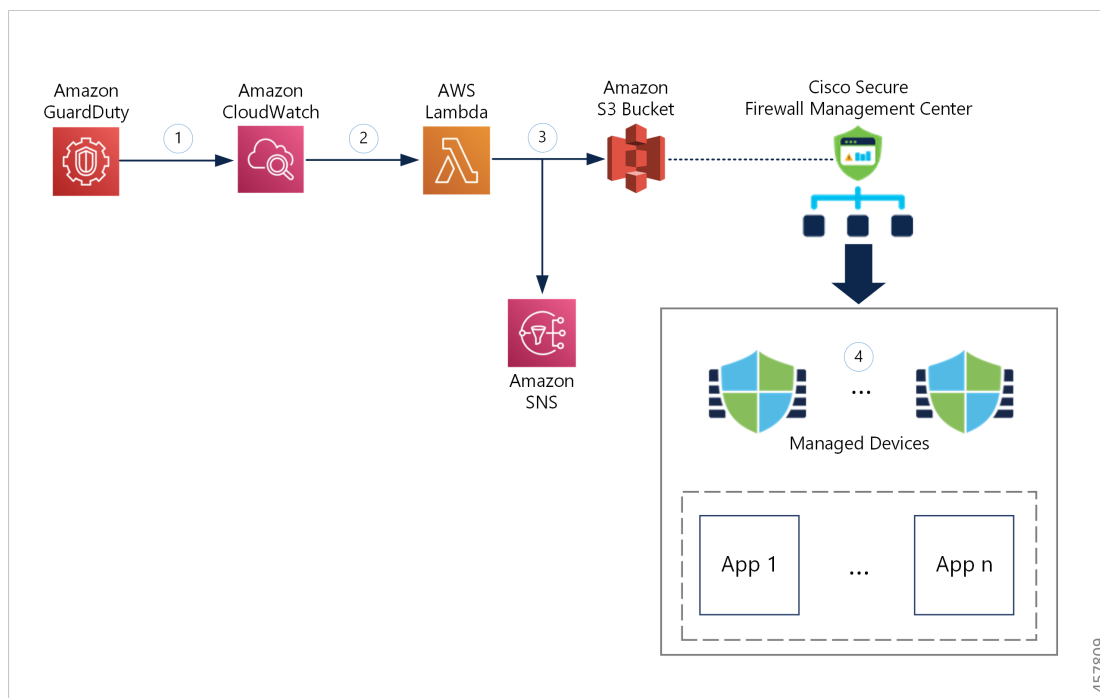 Amazon
GuardDuty
Amazon
CloudWatch
AWS
Lambda
Amazon
S3 Bucket
Cisco Secure
Firewall Management Center
1
2
3
Amazon
SNS
4
...
Managed Devices
App 1
...
App n
457809